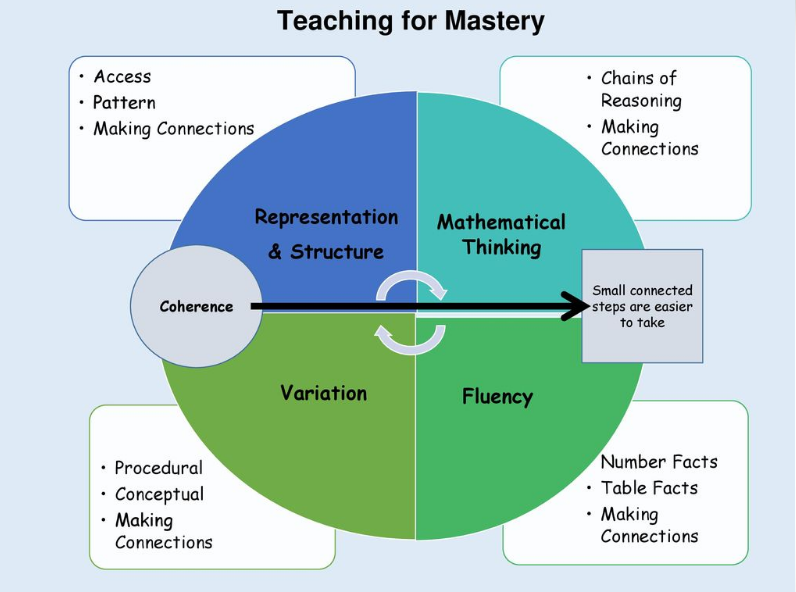 Teaching for Mastery
• Access
• Pattern
• Making Connections
• Chains of
Reasoning
• Making
Connections
Representation
& Structure
Mathematical
Thinking
Coherence
Small connected
steps are easier
to take
Variation
Fluency
• Procedural
• Conceptual
• Making
Connections
Number Facts
• Table Facts
• Making
Connections